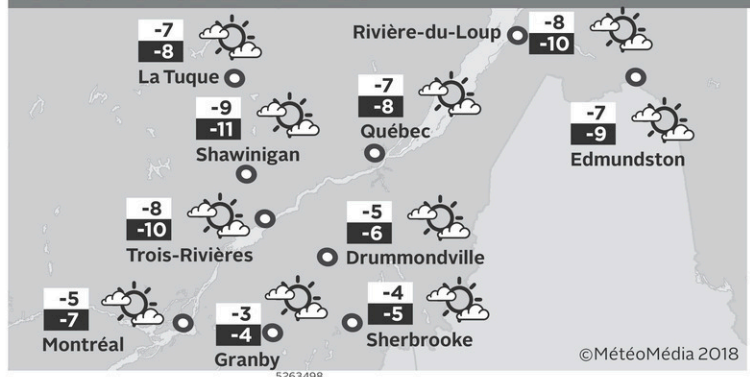 -7
-8
La Tuque
Rivière-du-Loup
-8
-10
-7
-8
Québec
-9
-11
Shawinigan
-7
-9
Edmundston
-8
-10
Trois-Rivières
-5
-6
Drummondville
-5
-7
Montréal
-3
-4
Granby
-4
-5
Sherbrooke
©MétéoMédia 2018
5263498